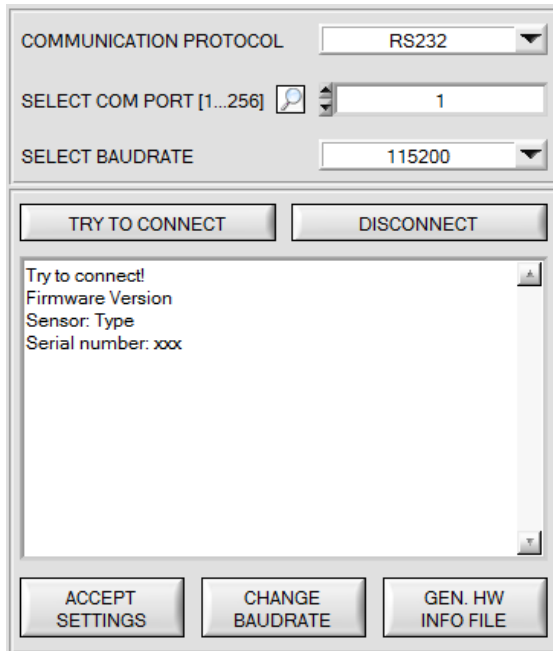 COMMUNICATION PROTOCOL RS232
SELECT COM PORT [1...256] 1
SELECT BAUDRATE 115200
TRY TO CONNECT DISCONNECT
Try to connect!
Firmware Version
Sensor: Type
Serial number: xxx
ACCEPT SETTINGS
CHANGE BAUDRATE
GEN. HW INFO FILE